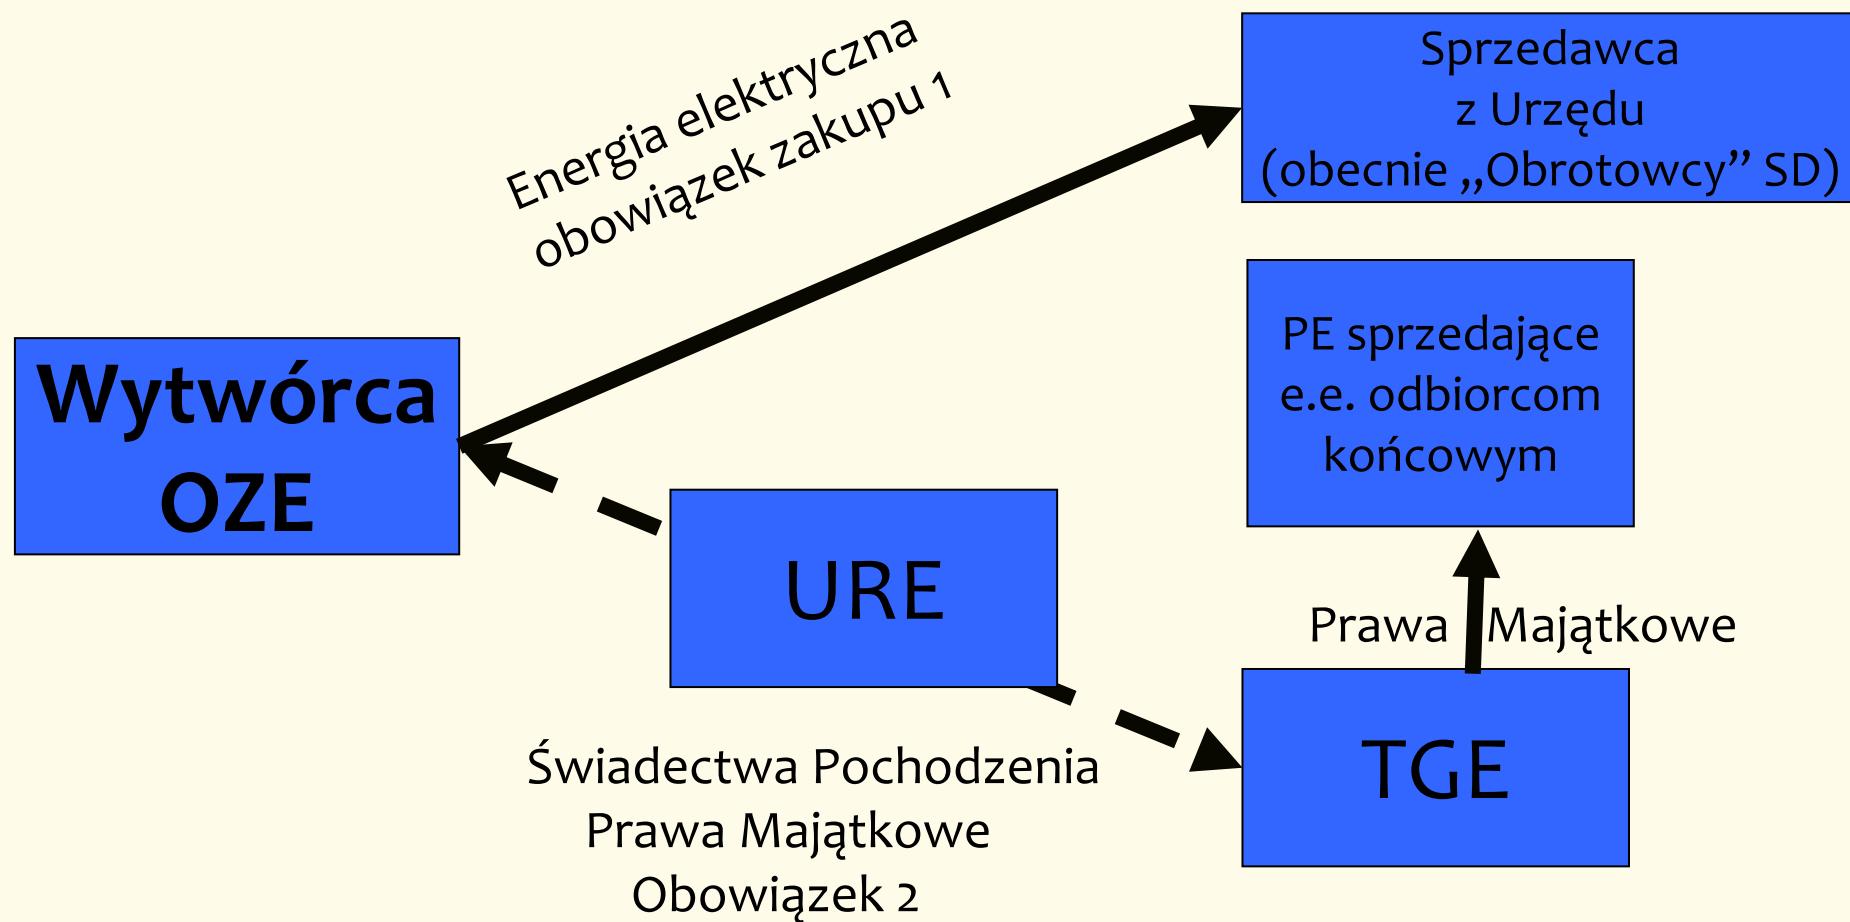 Energia elektryczna
obowiązek zakupu 1
Sprzedawca
z Urzędu
(obecnie „Obrotowcy” SD)
Wytwórca
OZE
PE sprzedające
e.e. odbiorcom
końcowym
URE
Prawa Majątkowe
TGE
Świadectwa Pochodzenia
Prawa Majątkowe
Obowiązek 2